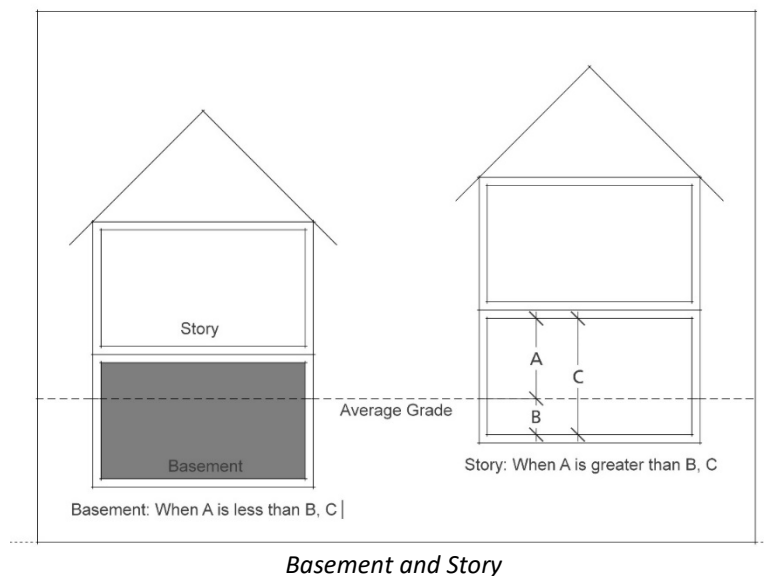 Story
A
C
Average Grade
B
Basement
Story: When A is greater than B, C
Basement: When A is less than B, C
Basement and Story